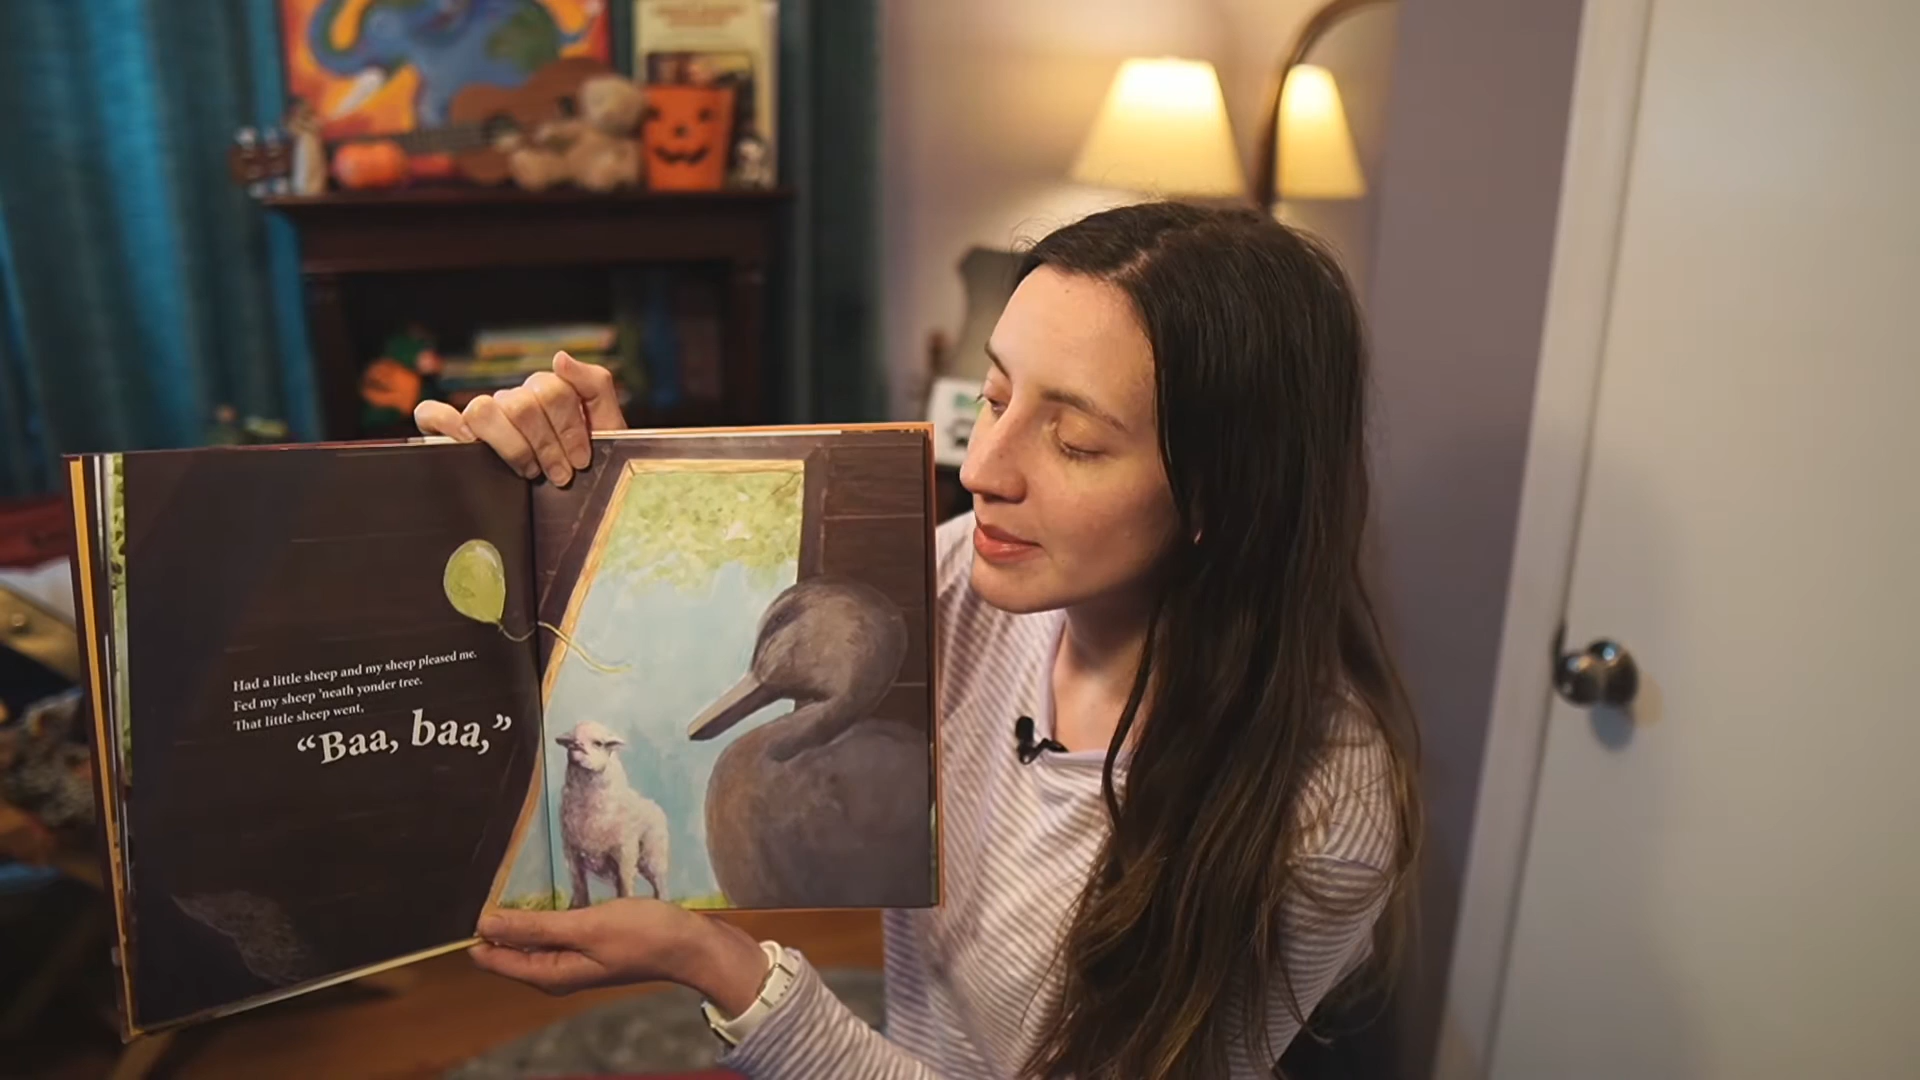 Had a little sheep and my sheep pleased me.
Fed my sheep ’neath yonder tree.
That little sheep went,
“Baa, baa,”